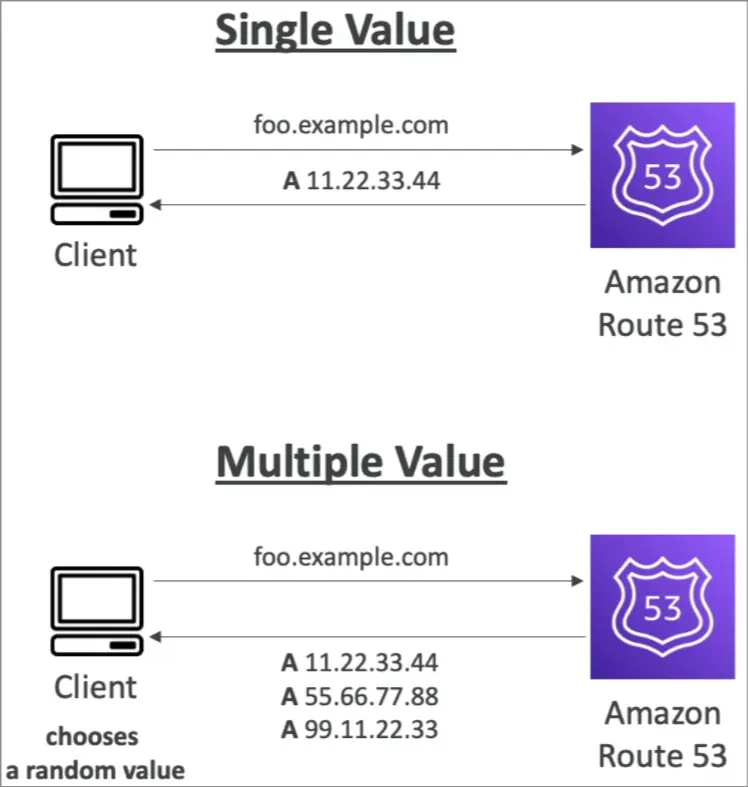 Single Value
foo.example.com
A 11.22.33.44
53
Client
Amazon
Route 53
Multiple Value
foo.example.com
53
A 11.22.33.44
A 55.66.77.88
A 99.11.22.33
Client
chooses
a random value
Amazon
Route 53